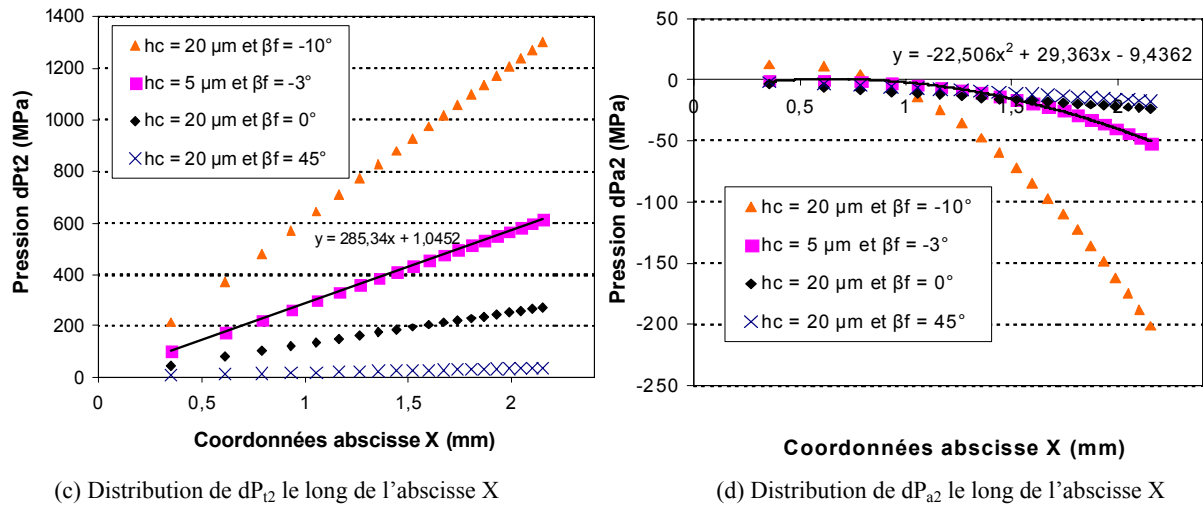 Pression dPt2 (MPa)
1400
1200
1000
800
600
400
200
0
hc = 20 µm et βf = -10°
hc = 5 µm et βf = -3°
hc = 20 µm et βf = 0°
hc = 20 µm et βf = 45°
y = 285,34x + 1,0452
0
0,5
1
1,5
2
Coordonnées abscisse X (mm)
(c) Distribution de dPt2 le long de l'abscisse X
Pression dPa2 (MPa)
50
0
-50
-100
-150
-200
-250
y = -22,506x² + 29,363x - 9,4362
0
0,5
1
1,5
2
hc = 20 µm et βf = -10°
hc = 5 µm et βf = -3°
hc = 20 µm et βf = 0°
hc = 20 µm et βf = 45°
Coordonnées abscisse X (mm)
(d) Distribution de dPa2 le long de l'abscisse X